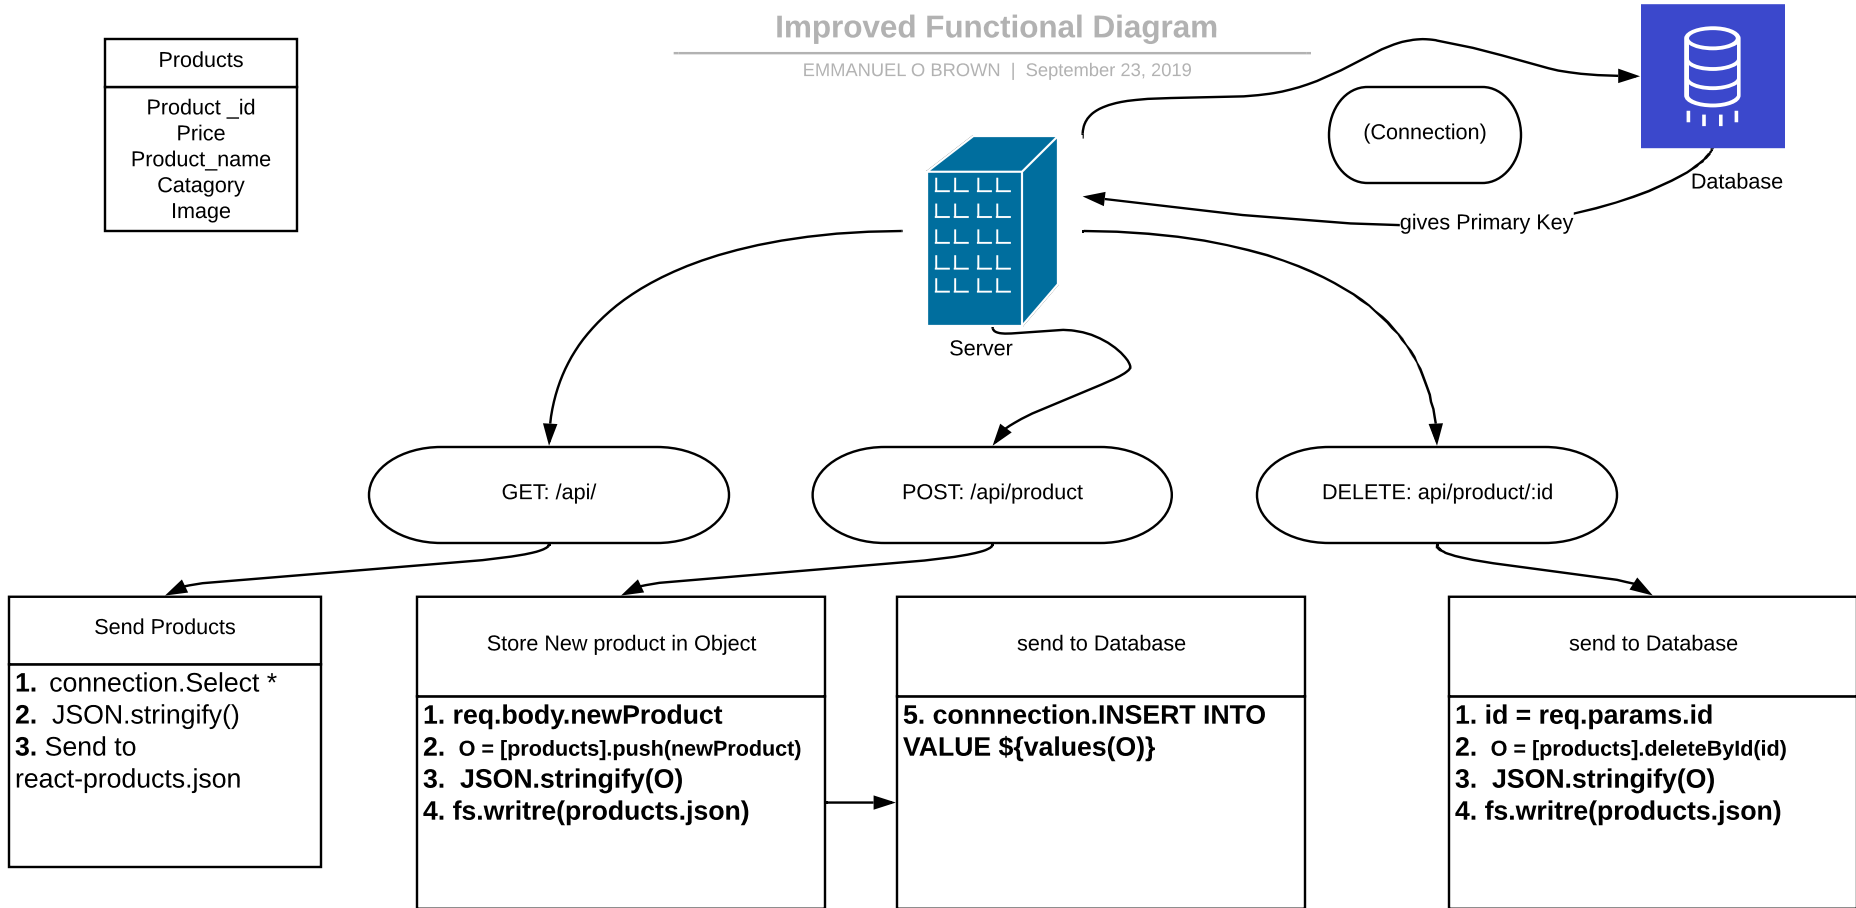 Improved Functional Diagram
EMMANUEL O BROWN | September 23, 2019
Products
Product _id
Price
Product_name
Catagory
Image
(Connection)
Database
gives Primary Key
Server
GET: /api/
POST: /api/product
DELETE: api/product/:id
Send Products
1. connection.Select *
2. JSON.stringify()
3. Send to
react-products.json
Store New product in Object
1. req.body.newProduct
2. O = [products].push(newProduct)
3. JSON.stringify(O)
4. fs.writre(products.json)
send to Database
5. connnection.INSERT INTO
VALUE ${values(O)}
send to Database
1. id = req.params.id
2. O = [products].deleteById(id)
3. JSON.stringify(O)
4. fs.writre(products.json)